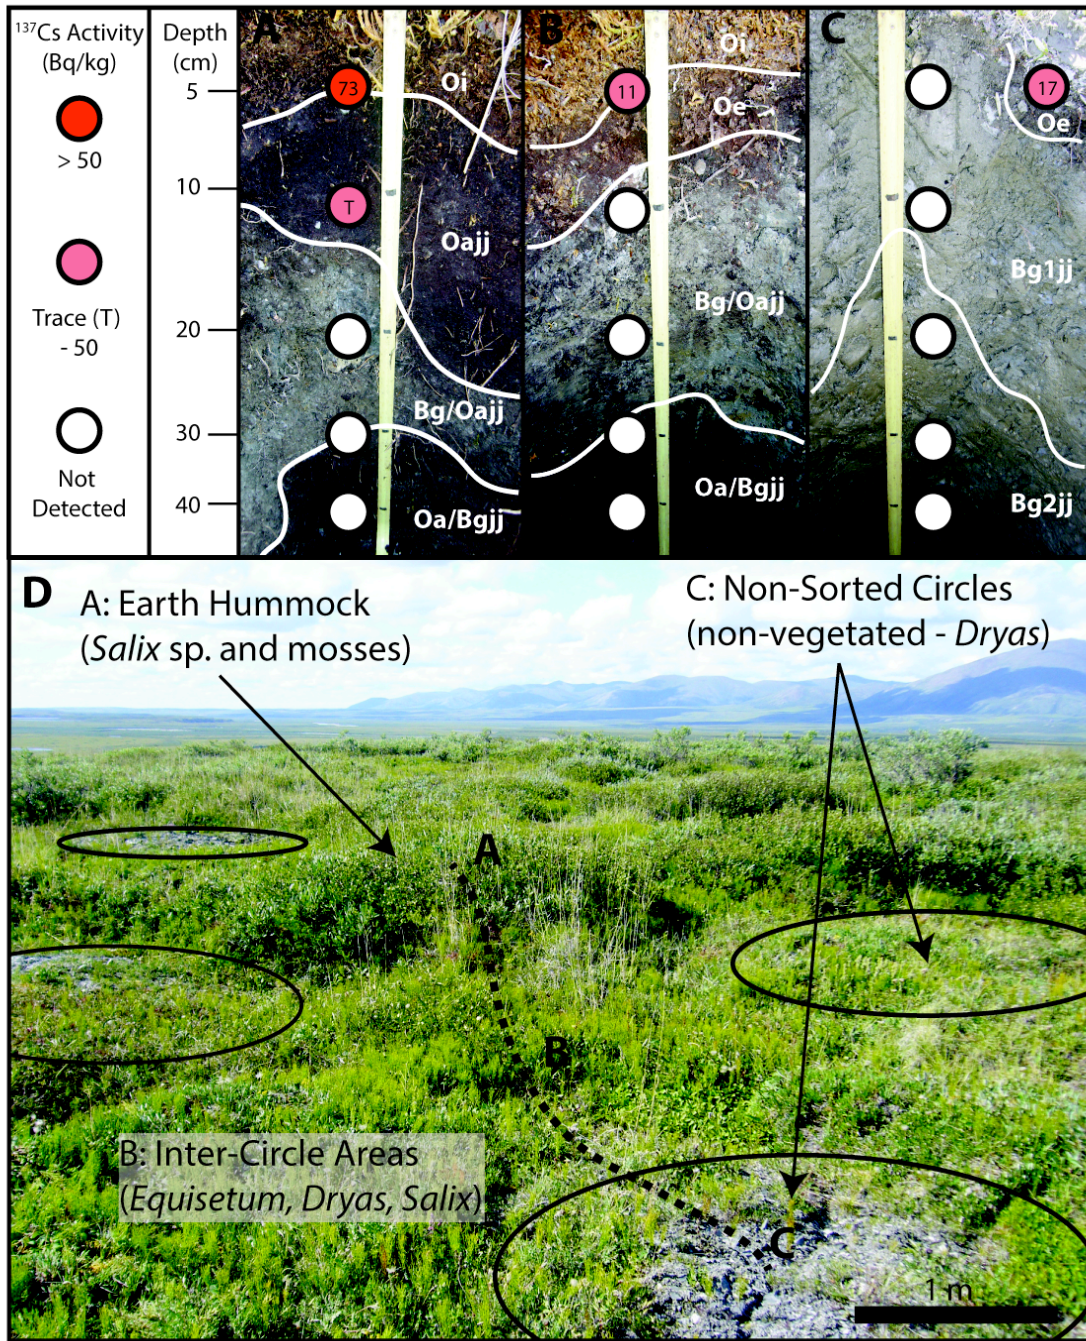 137Cs Activity
(Bq/kg)
> 50
Trace (T)
- 50
Not
Detected
Depth
(cm)
5
10
20
30
40
A
73
T
Oi
Oajj
Bg/Oajj
Oa/Bgjj
B
11
Oi
Oe
Bg/Oajj
Oa/Bgjj
C
17
Oe
Bg1jj
Bg2jj
D
A: Earth Hummock
(Salix sp. and mosses)
C: Non-Sorted Circles
(non-vegetated - Dryas)
A
B
B: Inter-Circle Areas
(Equisetum, Dryas, Salix)
C
1 m